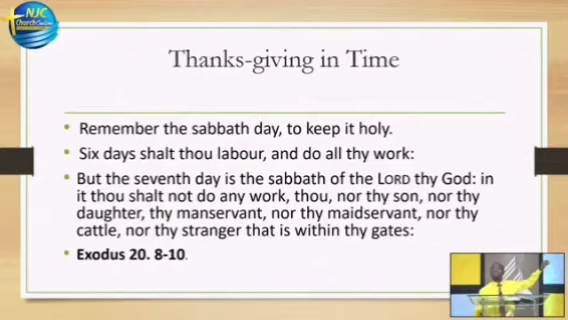 NJC
Church Online
Thanks-giving in Time
• Remember the sabbath day, to keep it holy.
• Six days shalt thou labour, and do all thy work:
• But the seventh day is the sabbath of the LORD thy God: in
it thou shalt not do any work, thou, nor thy son, nor thy
daughter, thy manservant, nor thy maidservant, nor thy
cattle, nor thy stranger that is within thy gates:
• Exodus 20. 8-10.